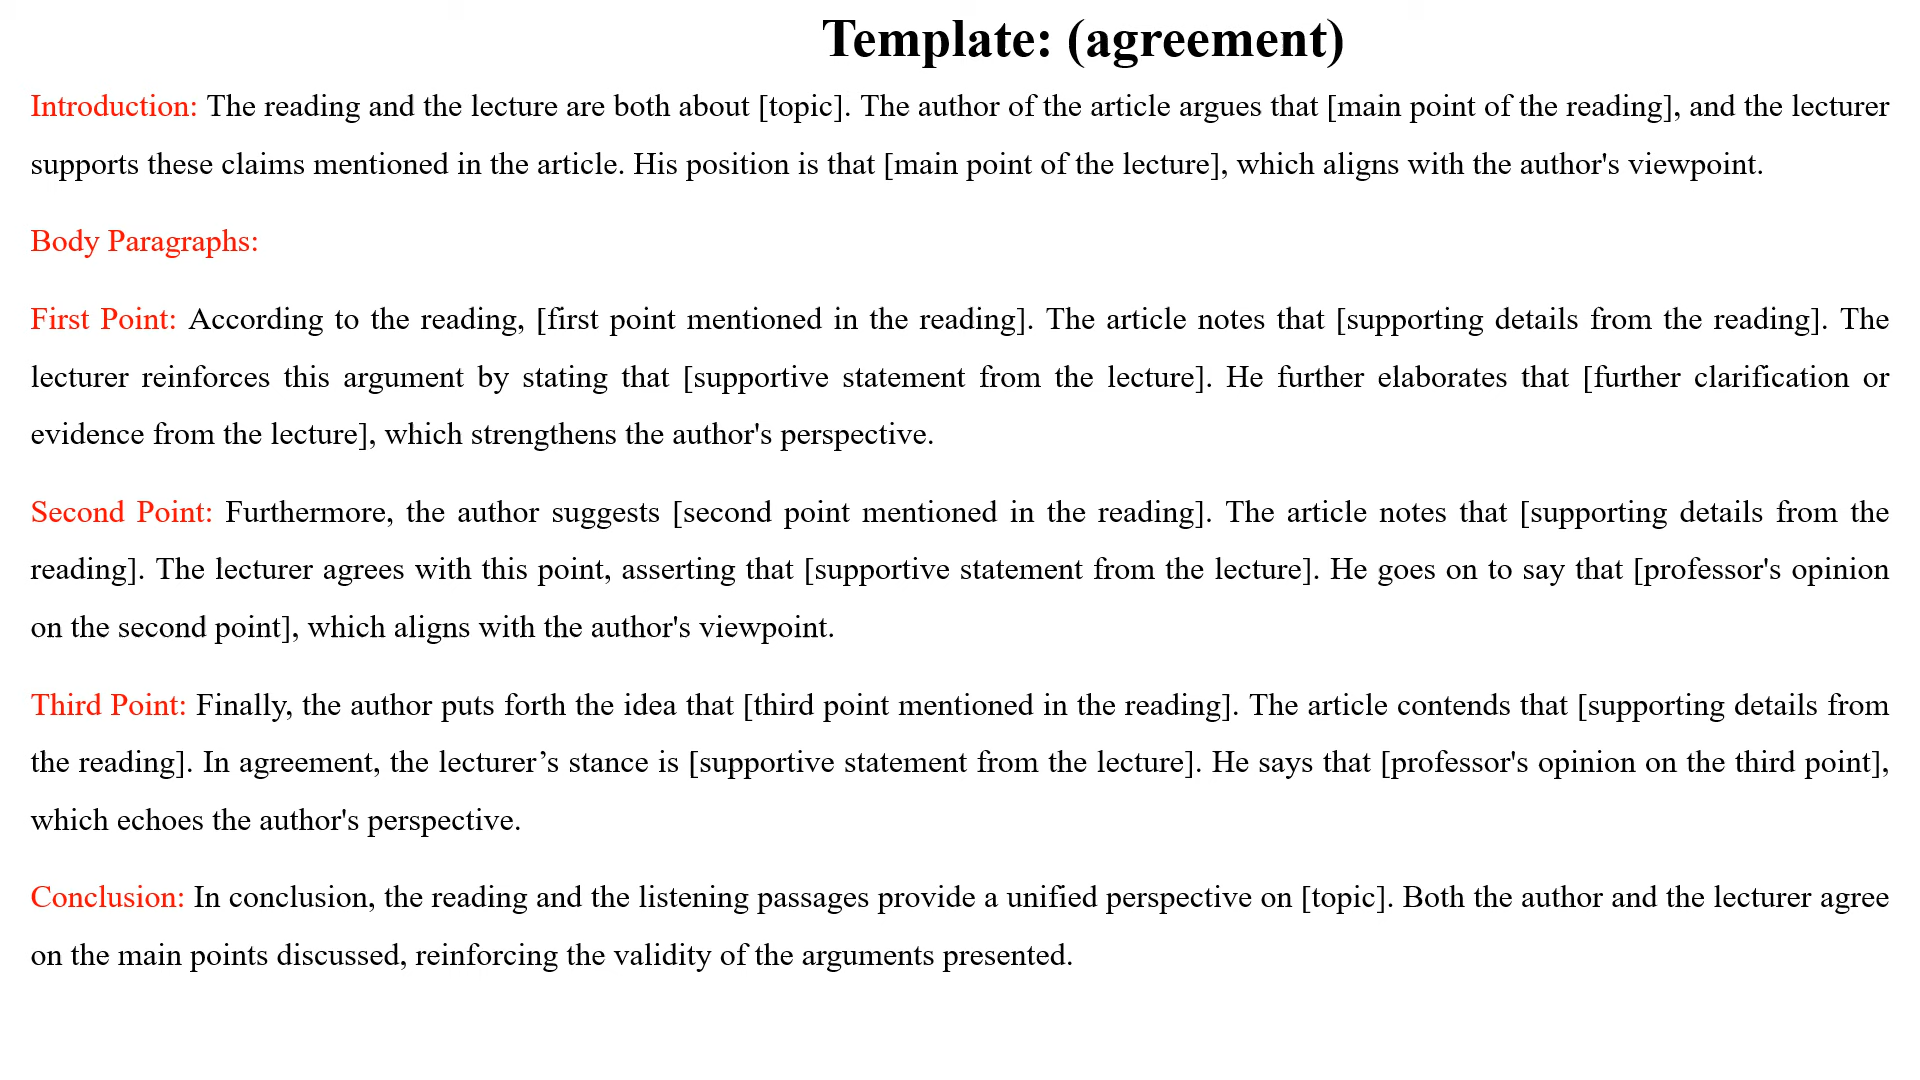 Template: (agreement)
Introduction: The reading and the lecture are both about [topic]. The author of the article argues that [main point of the reading], and the lecturer
supports these claims mentioned in the article. His position is that [main point of the lecture], which aligns with the author's viewpoint.
Body Paragraphs:
First Point: According to the reading, [first point mentioned in the reading]. The article notes that [supporting details from the reading]. The
lecturer reinforces this argument by stating that [supportive statement from the lecture]. He further elaborates that [further clarification or
evidence from the lecture], which strengthens the author's perspective.
Second Point: Furthermore, the author suggests [second point mentioned in the reading]. The article notes that [supporting details from the
reading]. The lecturer agrees with this point, asserting that [supportive statement from the lecture]. He goes on to say that [professor's opinion
on the second point], which aligns with the author's viewpoint.
Third Point: Finally, the author puts forth the idea that [third point mentioned in the reading]. The article contends that [supporting details from
the reading]. In agreement, the lecturer’s stance is [supportive statement from the lecture]. He says that [professor's opinion on the third point],
which echoes the author's perspective.
Conclusion: In conclusion, the reading and the listening passages provide a unified perspective on [topic]. Both the author and the lecturer agree
on the main points discussed, reinforcing the validity of the arguments presented.